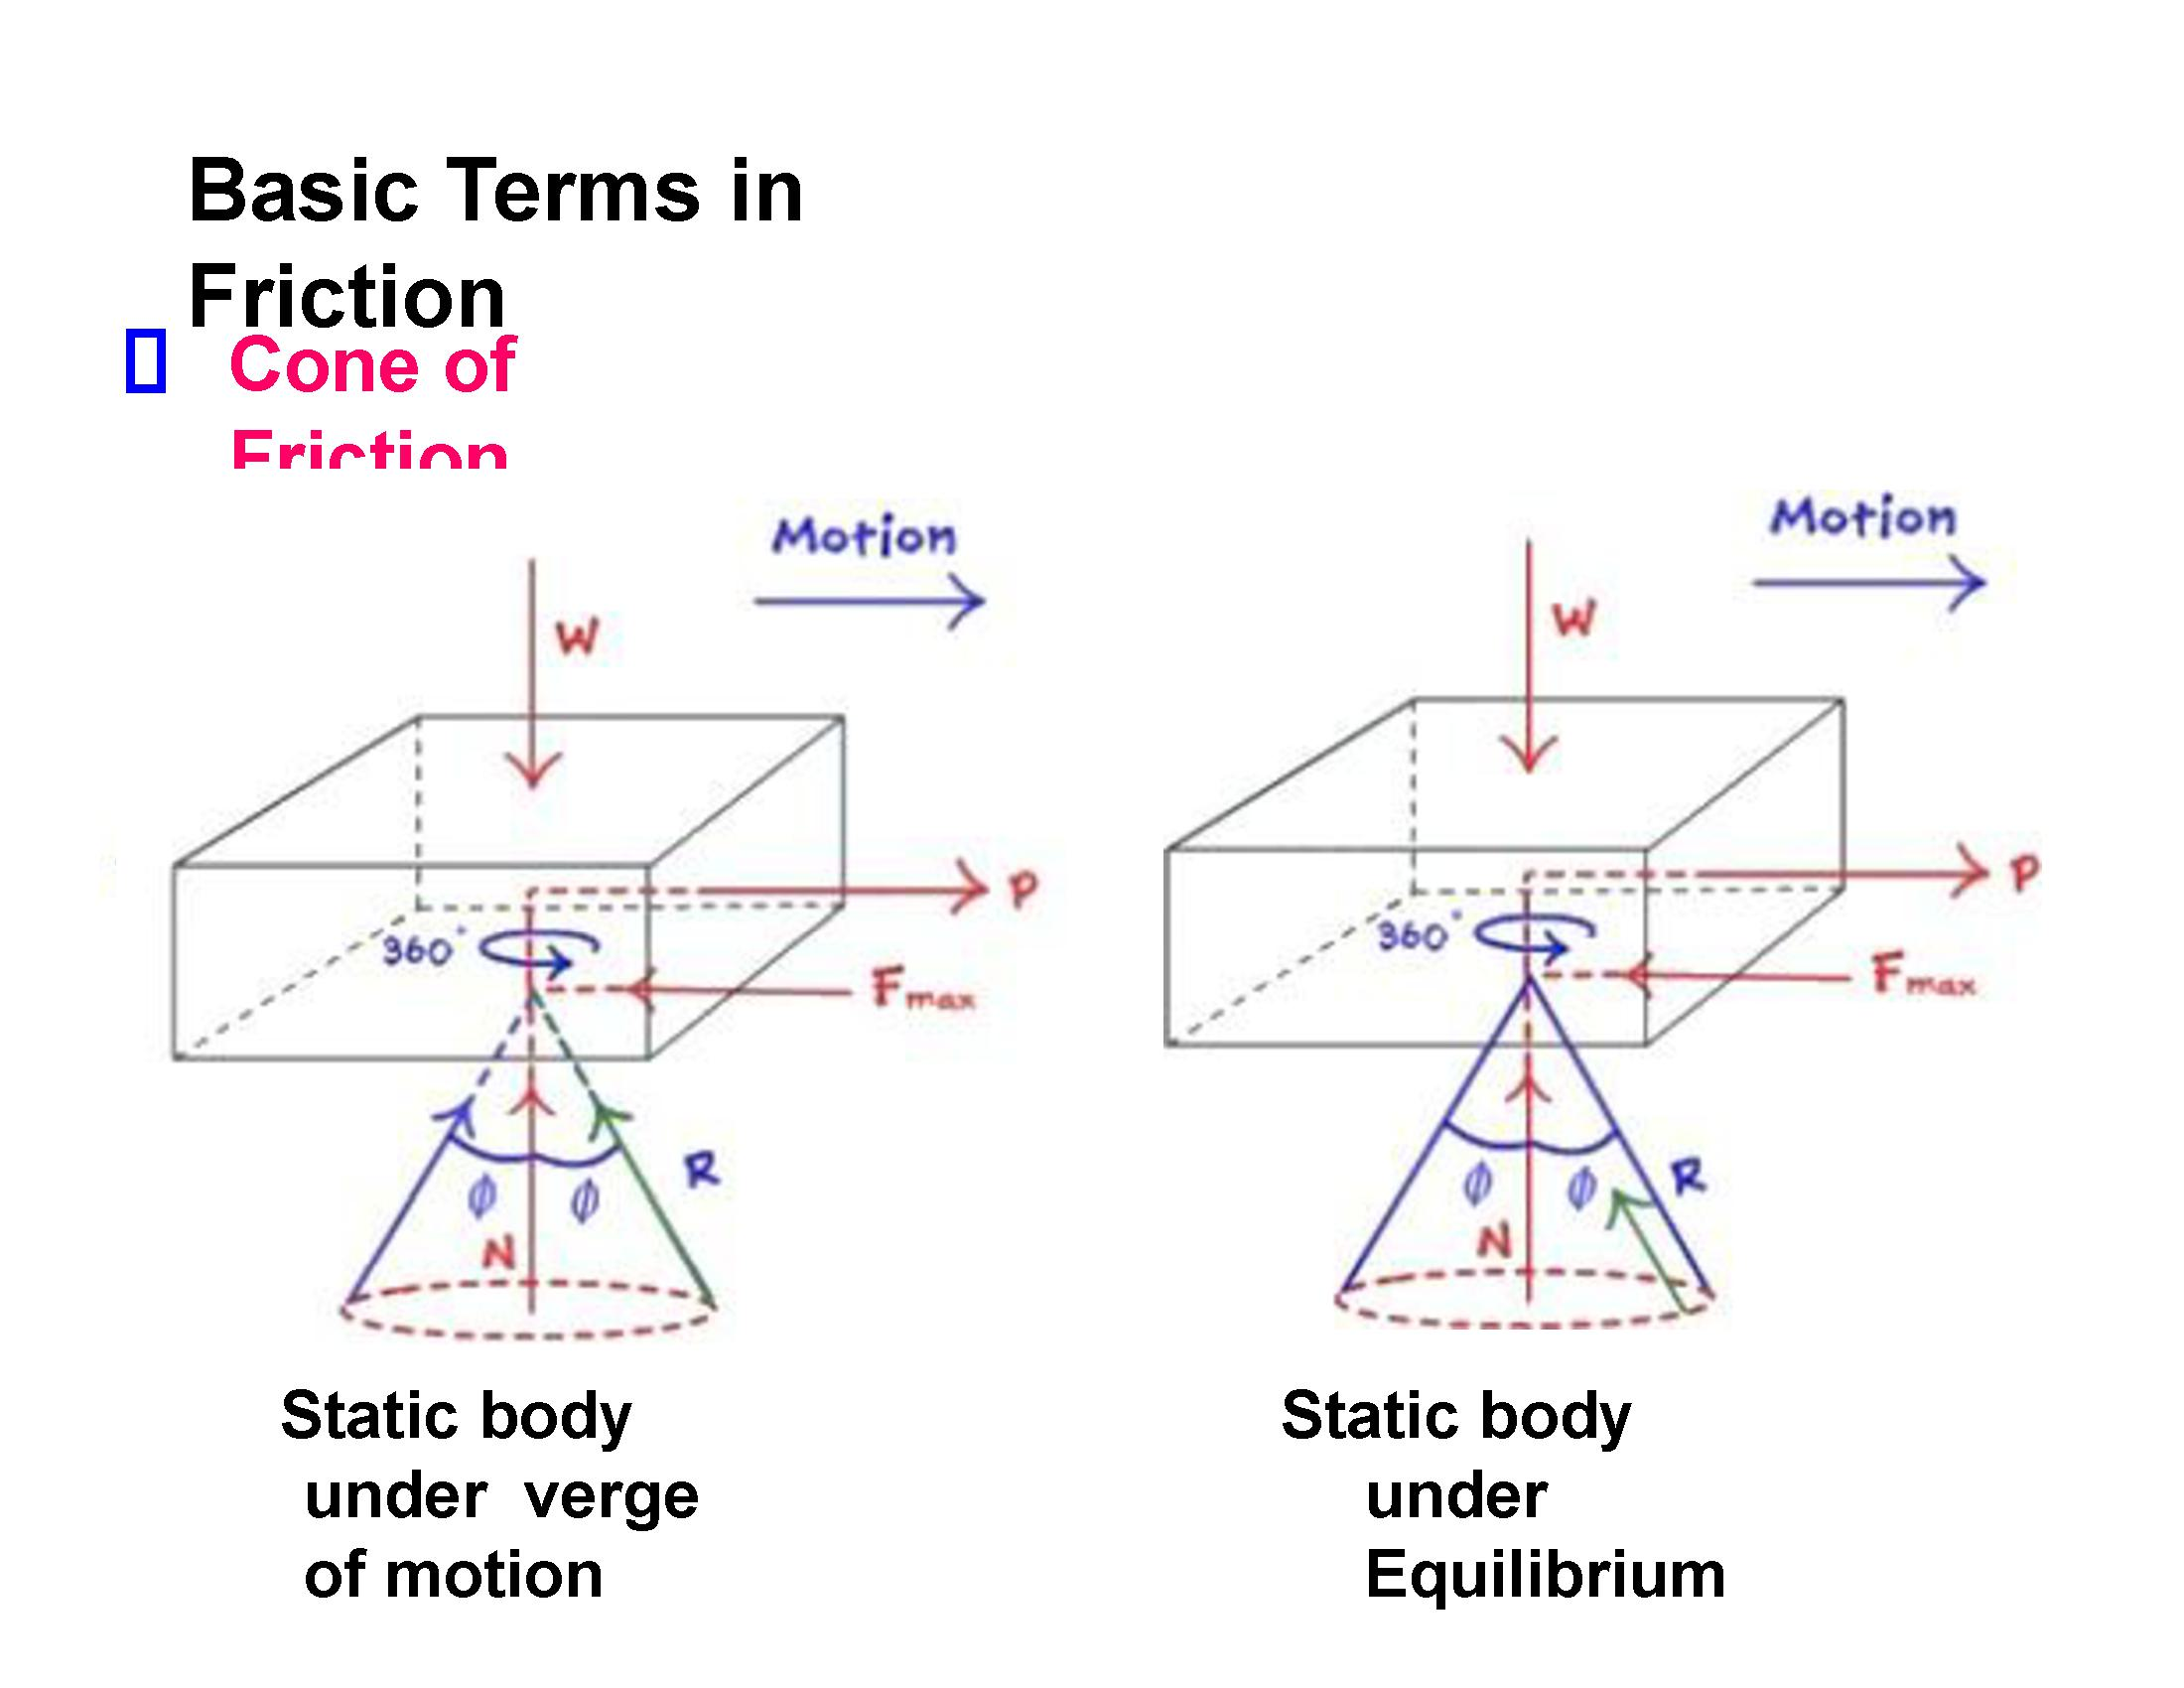 Basic Terms in
Friction
Cone of
Friction
Motion
W
P
360°
Fmax
R
ϕ
ϕ
N
Static body
under verge
of motion
Motion
W
P
360°
Fmax
R
ϕ
ϕ
N
Static body
under
Equilibrium